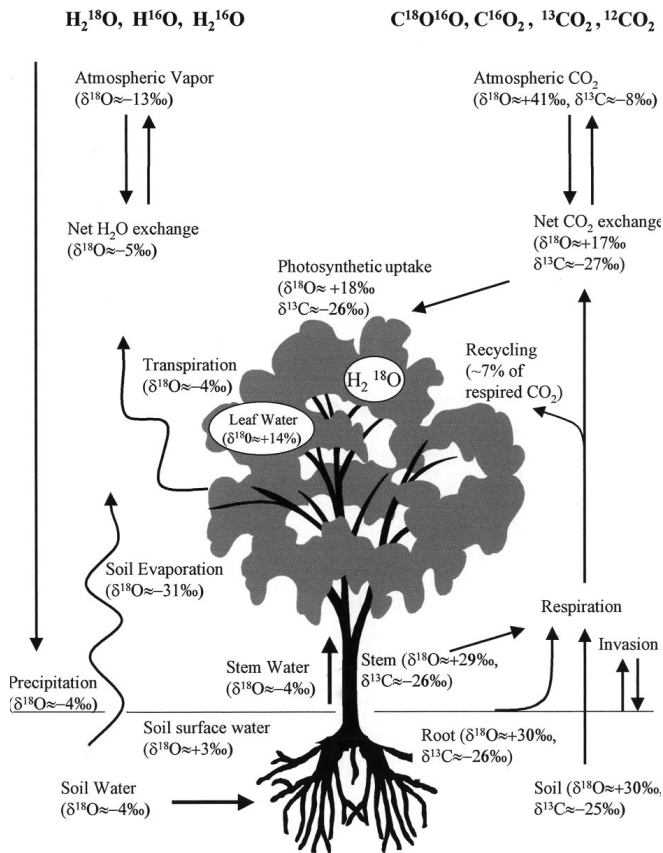 H₂¹⁸O, H¹⁶O, H₂¹⁶O
C¹⁸O¹⁶O, C¹⁶O₂, ¹³CO₂, ¹²CO₂
Atmospheric Vapor
(δ¹⁸O≈−13‰)
Atmospheric CO₂
(δ¹⁸O≈+41‰, δ¹³C≈−8‰)
Net H₂O exchange
(δ¹⁸O≈−5‰)
Net CO₂ exchange
(δ¹⁸O≈+17‰
δ¹³C≈−27‰)
Photosynthetic uptake
(δ¹⁸O≈ +18‰
δ¹³C≈−26‰)
Transpiration
(δ¹⁸O≈−4‰)
H₂ ¹⁸O
Recycling
(~7% of
respired CO₂)
Leaf Water
(δ¹⁸0≈+14%)
Soil Evaporation
(δ¹⁸O≈−31‰)
Respiration
Invasion
Stem Water
(δ¹⁸O≈−4‰)
Stem (δ¹⁸O≈+29‰,
δ¹³C≈−26‰)
Precipitation
(δ¹⁸O≈−4‰)
Soil surface water
(δ¹⁸O≈+3‰)
Root (δ¹⁸O≈+30‰,
δ¹³C≈−26‰)
Soil Water
(δ¹⁸O≈−4‰)
Soil (δ¹⁸O≈+30‰,
δ¹³C≈−25‰)